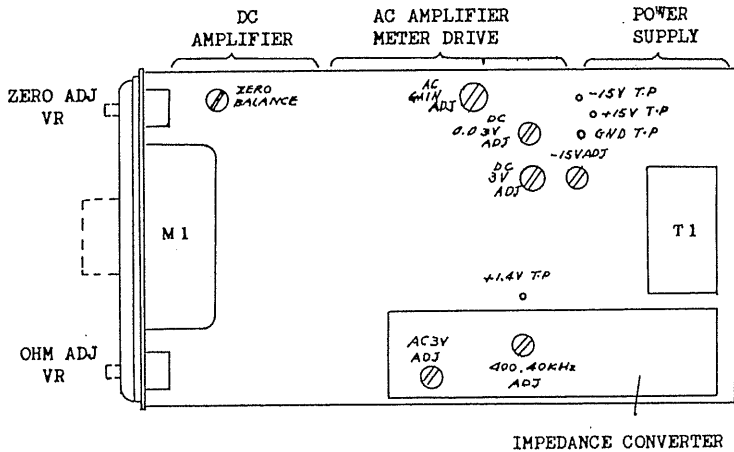 DC
AMPLIFIER
AC AMPLIFIER
METER DRIVE
POWER
SUPPLY
ZERO ADJ
VR
ZERO
BALANCE
AC
GAIN
ADJ
-15V T.P
+15V T.P
GND T.P
DC
0.03V
ADJ
-15V ADJ
DC
3V
ADJ
M1
T1
+1.4V T.P
OHM ADJ
VR
AC3V
ADJ
400.40KHz
ADJ
IMPEDANCE CONVERTER